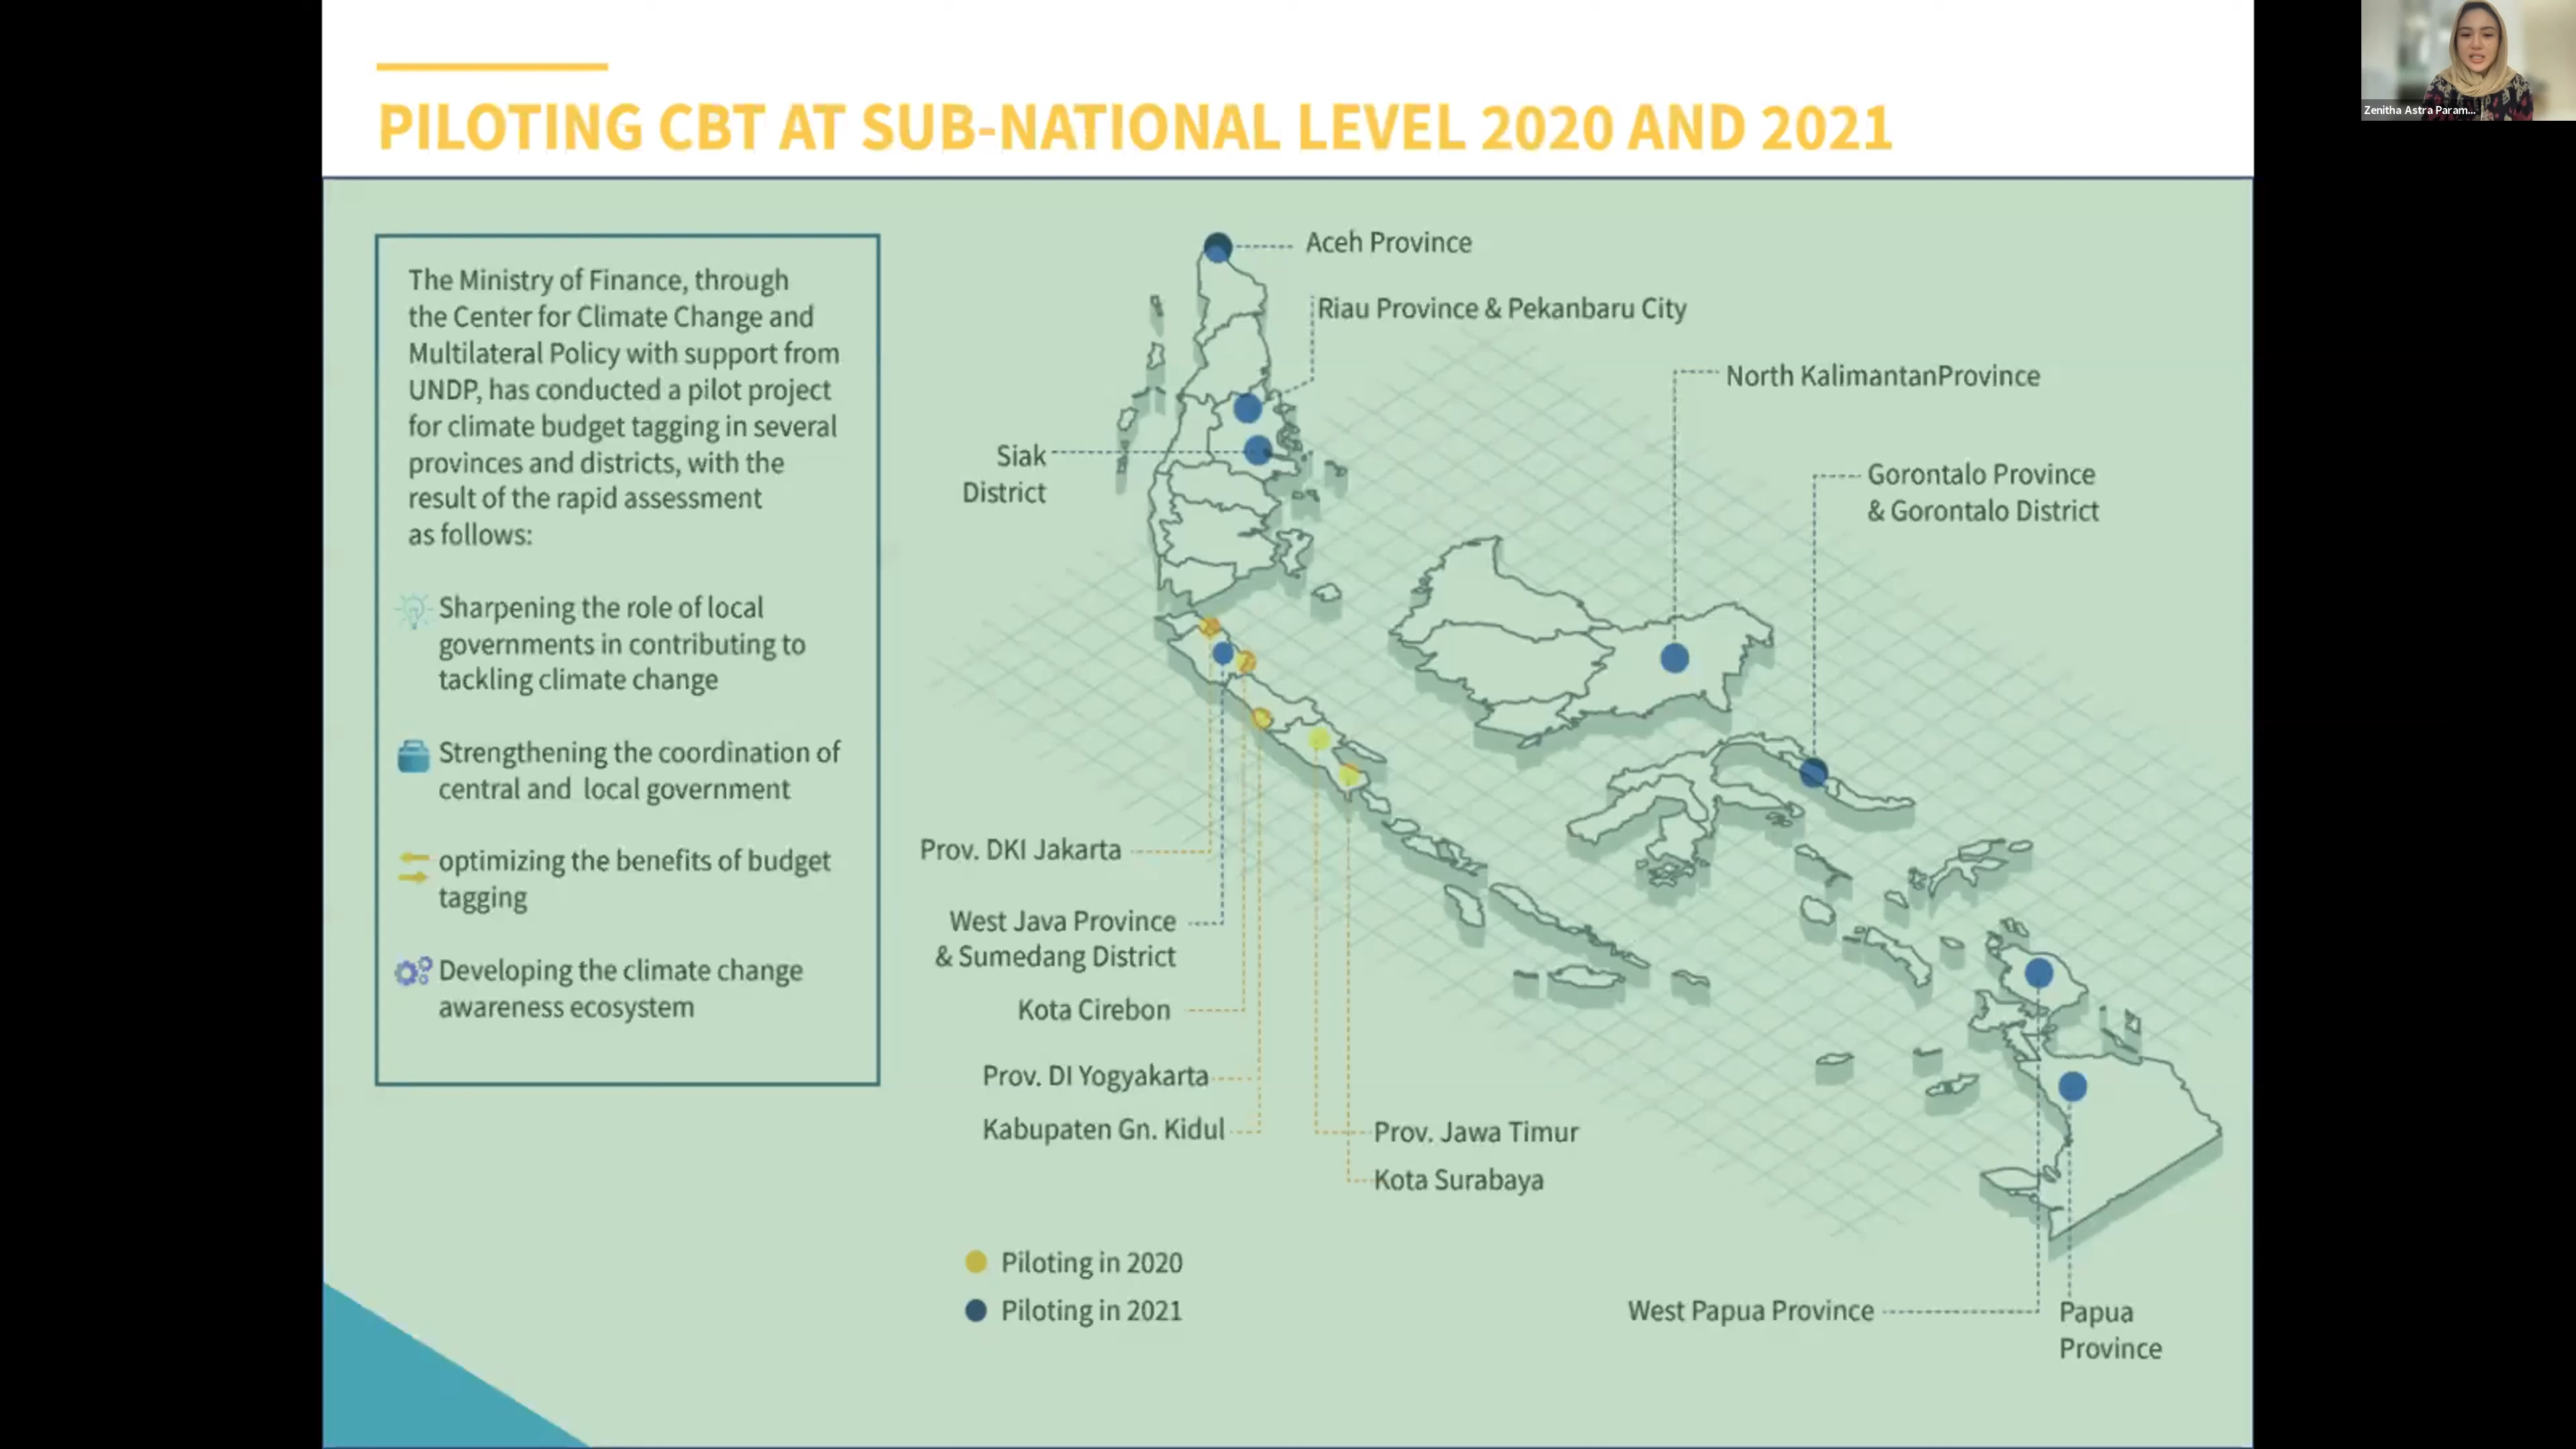 PILOTING CBT AT SUB-NATIONAL LEVEL 2020 AND 2021
Zenitha Astra Param...
The Ministry of Finance, through
the Center for Climate Change and
Multilateral Policy with support from
UNDP, has conducted a pilot project
for climate budget tagging in several
provinces and districts, with the
result of the rapid assessment
as follows:
Sharpening the role of local
governments in contributing to
tackling climate change
Strengthening the coordination of
central and local government
optimizing the benefits of budget
tagging
Developing the climate change
awareness ecosystem
Aceh Province
Riau Province & Pekanbaru City
North KalimantanProvince
Siak
District
Gorontalo Province
& Gorontalo District
Prov. DKI Jakarta
West Java Province
& Sumedang District
Kota Cirebon
Prov. DI Yogyakarta
Kabupaten Gn. Kidul
Prov. Jawa Timur
Kota Surabaya
Piloting in 2020
Piloting in 2021
West Papua Province
Papua
Province